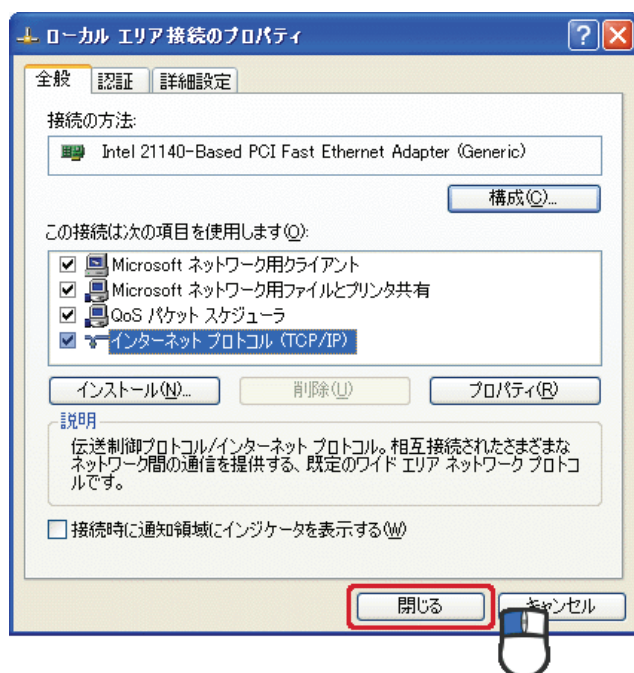 ローカル エリア接続のプロパティ
全般 認証 詳細設定
接続の方法:
Intel 21140-Based PCI Fast Ethernet Adapter (Generic)
構成(C)...
この接続は次の項目を使用します(O):
Microsoft ネットワーク用クライアント
Microsoft ネットワーク用ファイルとプリンタ共有
QoS パケット スケジューラ
インターネット プロトコル (TCP/IP)
インストール(N)... 削除(U) プロパティ(R)
説明
伝送制御プロトコル/インターネット プロトコル。相互接続されたさまざまな
ネットワーク間の通信を提供する、既定のワイド エリア ネットワーク プロトコ
ルです。
接続時に通知領域にインジケータを表示する(W)
閉じる キャンセル